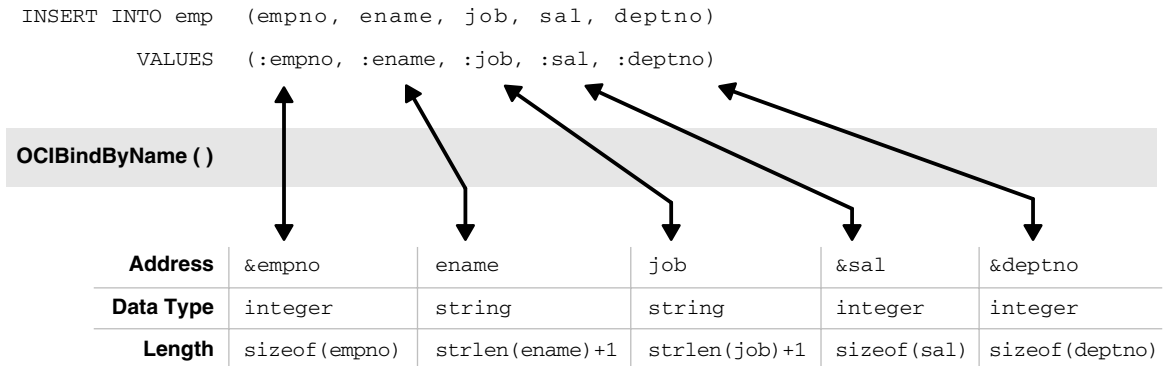 INSERT INTO emp (empno, ename, job, sal, deptno)
VALUES (:empno, :ename, :job, :sal, :deptno)
OCIBindByName ( )
Address &empno ename job &sal &deptno
Data Type integer string string integer integer
Length sizeof(empno) strlen(ename)+1 strlen(job)+1 sizeof(sal) sizeof(deptno)